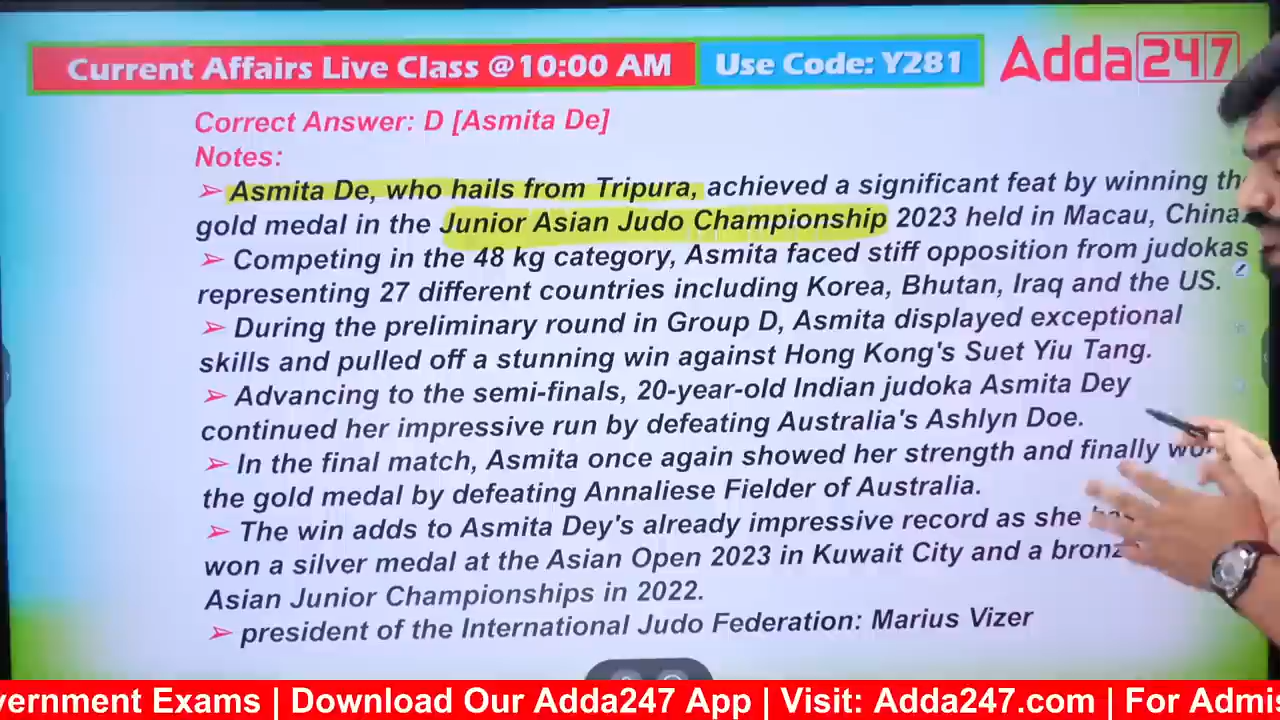 Current Affairs Live Class @10:00 AM Use Code: Y281 Adda247
Correct Answer: D [Asmita De]
Notes:
➢ Asmita De, who hails from Tripura, achieved a significant feat by winning
gold medal in the Junior Asian Judo Championship 2023 held in Macau, China.
➢ Competing in the 48 kg category, Asmita faced stiff opposition from judokas
representing 27 different countries including Korea, Bhutan, Iraq and the US.
➢ During the preliminary round in Group D, Asmita displayed exceptional
skills and pulled off a stunning win against Hong Kong's Suet Yiu Tang.
➢ Advancing to the semi-finals, 20-year-old Indian judoka Asmita Dey
continued her impressive run by defeating Australia's Ashlyn Doe.
➢ In the final match, Asmita once again showed her strength and finally
the gold medal by defeating Annaliese Fielder of Australia.
➢ The win adds to Asmita Dey's already impressive record as she
won a silver medal at the Asian Open 2023 in Kuwait City and a
Asian Junior Championships in 2022.
➢ president of the International Judo Federation: Marius Vizer
Exams | Download Our Adda247 App | Visit: Adda247.com | For